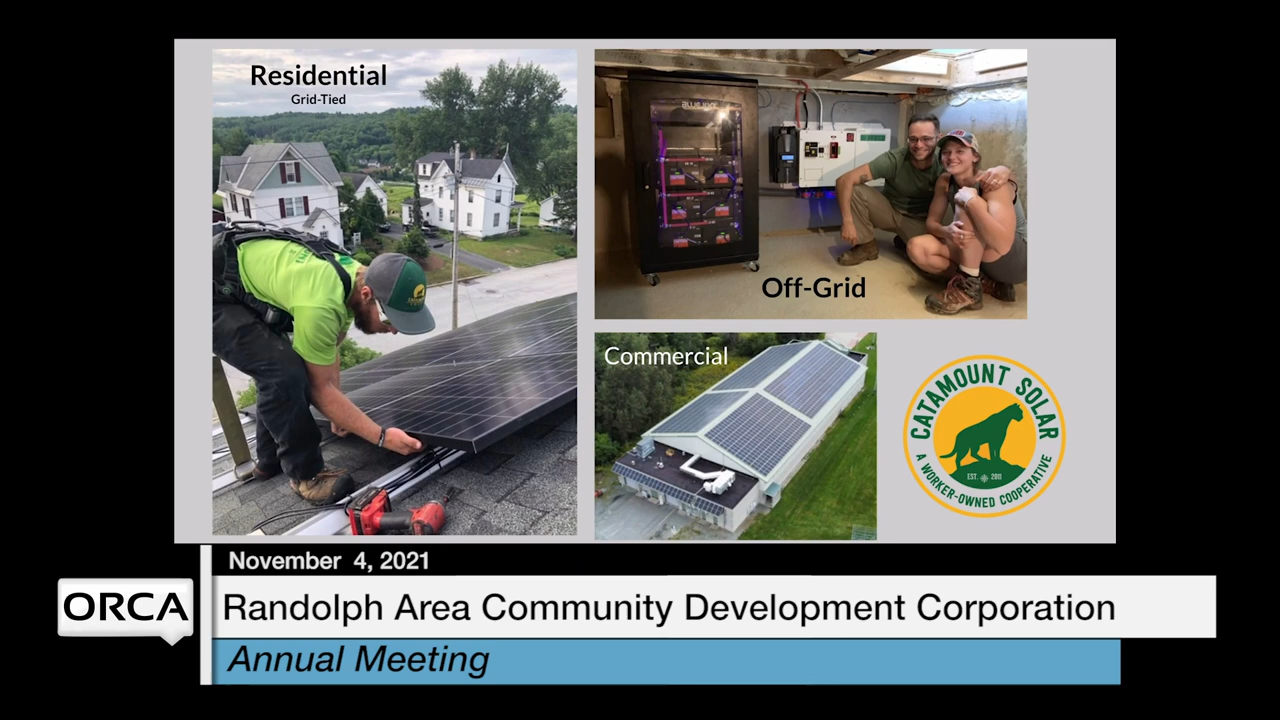 Residential
Grid-Tied
Off-Grid
Commercial
CATAMOUNT SOLAR
EST. 2011
A WORKER-OWNED COOPERATIVE
November 4, 2021
ORCA
Randolph Area Community Development Corporation
Annual Meeting